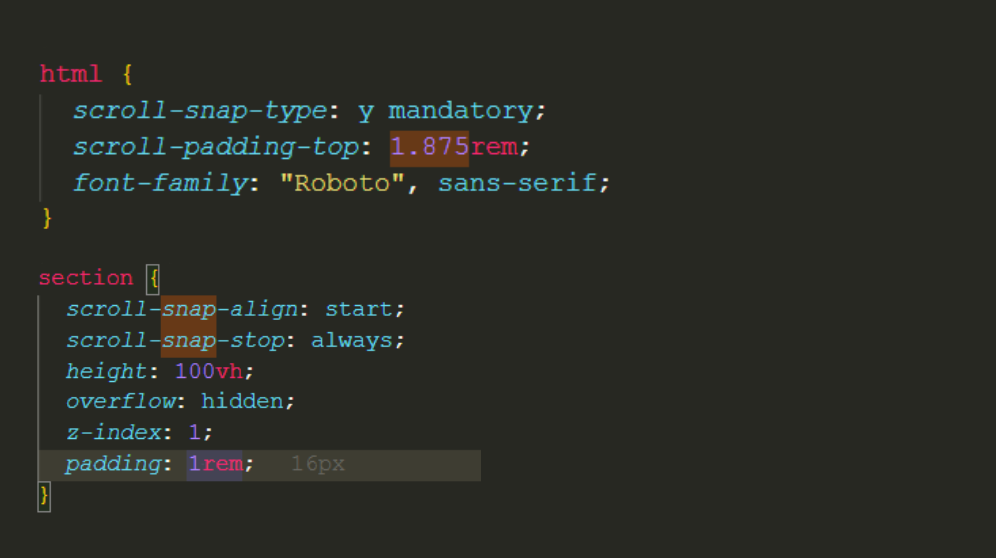 html {
scroll-snap-type: y mandatory;
scroll-padding-top: 1.875rem;
font-family: "Roboto", sans-serif;
}
section {
scroll-snap-align: start;
scroll-snap-stop: always;
height: 100vh;
overflow: hidden;
z-index: 1;
padding: 1rem; 16px
}